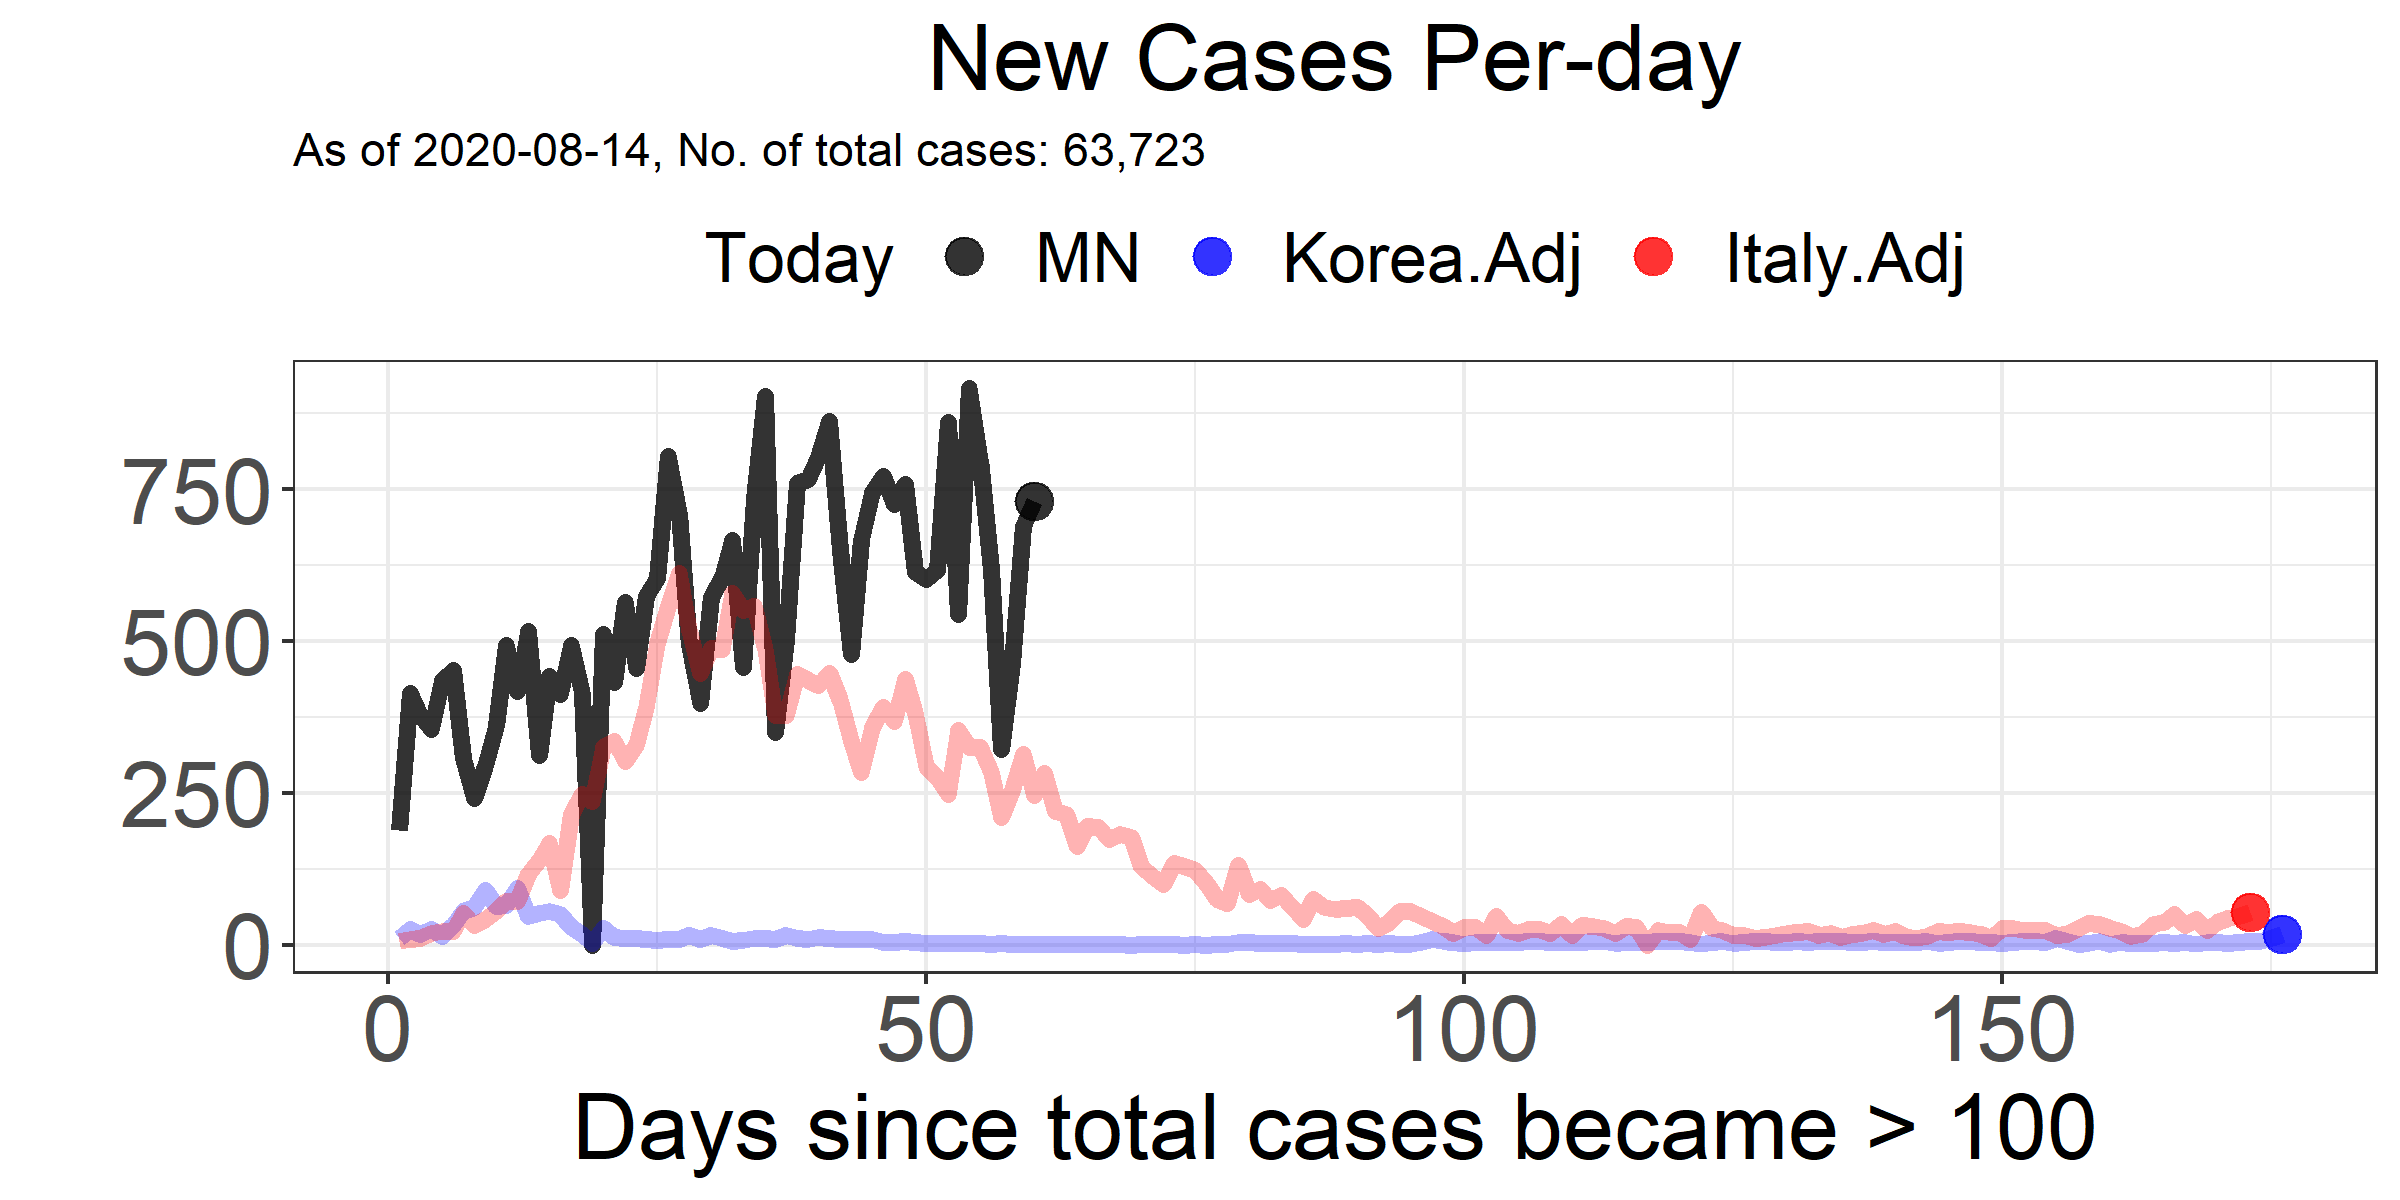 New Cases Per-day
As of 2020-08-14, No. of total cases: 63,723
Today MN Korea.Adj Italy.Adj
750
500
250
0
0 50 100 150
Days since total cases became > 100